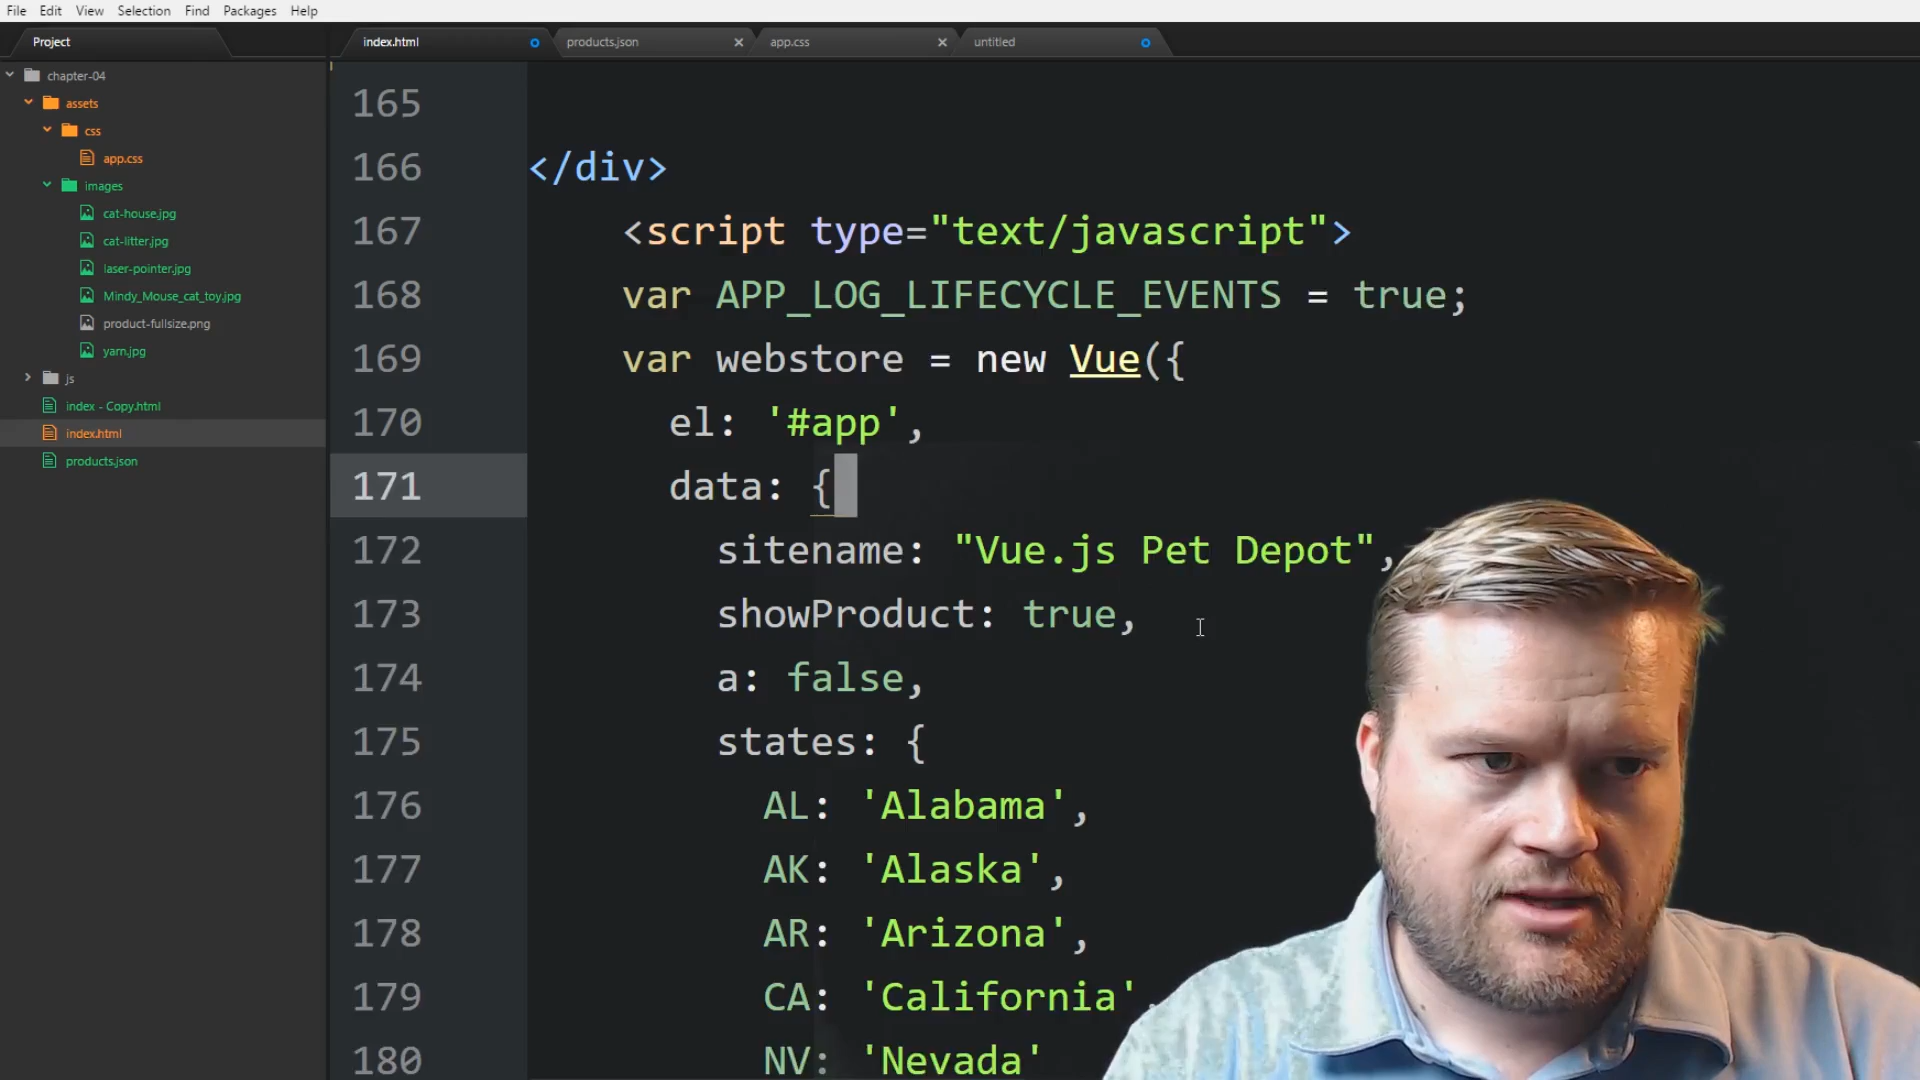 File Edit View Selection Find Packages Help
Project
index.html
products.json
app.css
untitled
chapter-04
assets
css
app.css
images
cat-house.jpg
cat-litter.jpg
laser-pointer.jpg
Mindy_Mouse_cat_toy.jpg
product-fullsize.png
yarn.jpg
js
index - Copy.html
index.html
products.json
165
166 </div>
167 <script type="text/javascript">
168 var APP_LOG_LIFECYCLE_EVENTS = true;
169 var webstore = new Vue({
170 el: '#app',
171 data: {
172 sitename: "Vue.js Pet Depot",
173 showProduct: true,
174 a: false,
175 states: {
176 AL: 'Alabama',
177 AK: 'Alaska',
178 AR: 'Arizona',
179 CA: 'California',
180 NV: 'Nevada'